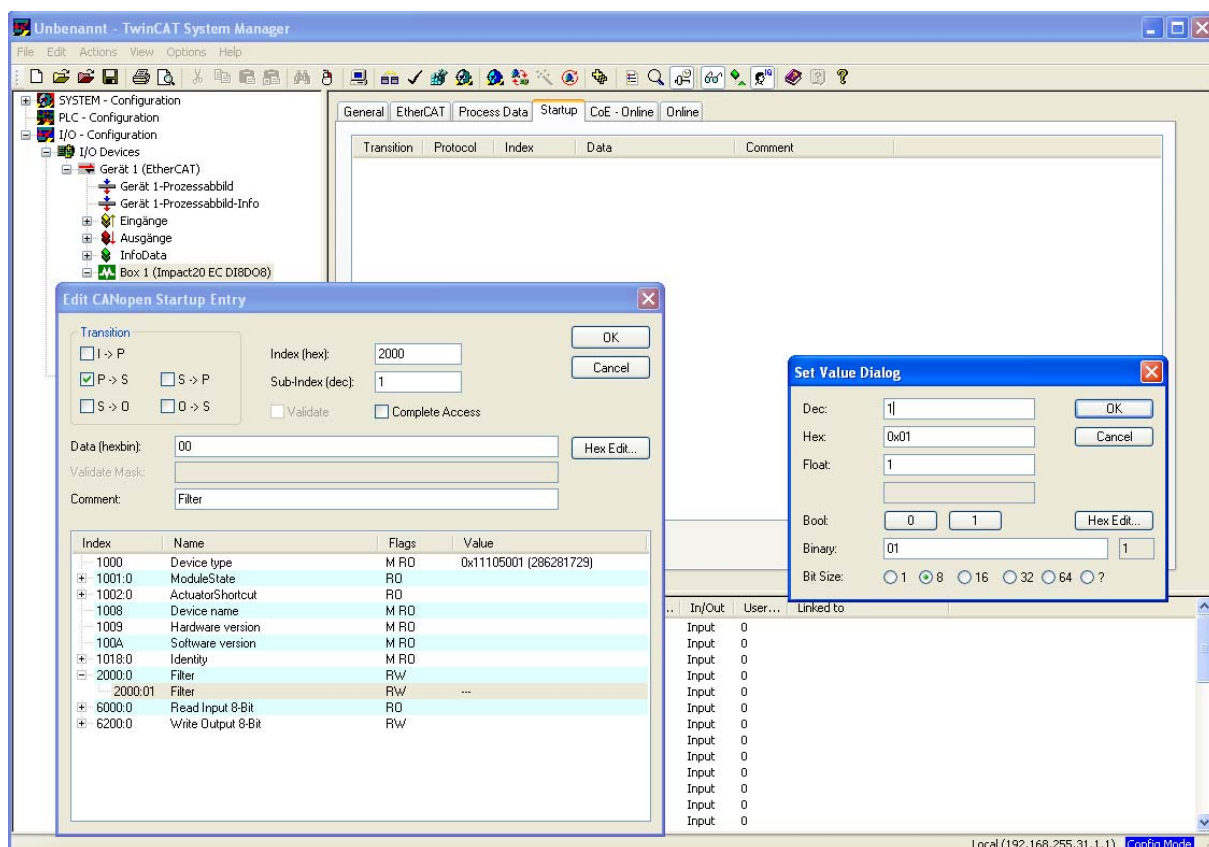 Unbenannt - TwinCAT System Manager
File Edit Actions View Options Help
SYSTEM - Configuration
PLC - Configuration
I/O - Configuration
I/O Devices
Gerät 1 (EtherCAT)
Gerät 1-Prozessabbild
Gerät 1-Prozessabbild-Info
Eingänge
Ausgänge
InfoData
Box 1 (Impact20 EC DI8DO8)
General EtherCAT Process Data Startup CoE - Online Online
Transition Protocol Index Data Comment
Edit CANopen Startup Entry
Transition
I -> P
P -> S S -> P
S -> O O -> S
Index (hex): 2000
Sub-Index (dec): 1
Validate Complete Access
OK
Cancel
Data (hexbin): 00 Hex Edit...
Validate Mask:
Comment: Filter
Index Name Flags Value
1000 Device type M RO 0x11105001 (286281729)
1001:0 ModuleState RO
1002:0 ActuatorShortcut RO
1008 Device name M RO
1009 Hardware version M RO
100A Software version M RO
1018:0 Identity M RO
2000:0 Filter RW
2000:01 Filter RW ---
6000:0 Read Input 8-Bit RO
6200:0 Write Output 8-Bit RW
Set Value Dialog
Dec: 1 OK
Hex: 0x01 Cancel
Float: 1
Bool: 0 1 Hex Edit...
Binary: 01 1
Bit Size: 1 8 16 32 64 ?
.. In/Out User... Linked to
Input 0
Input 0
Input 0
Input 0
Input 0
Input 0
Input 0
Input 0
Input 0
Input 0
Input 0
Input 0
Input 0
Local (192.168.255.31.1.1) Config Mode